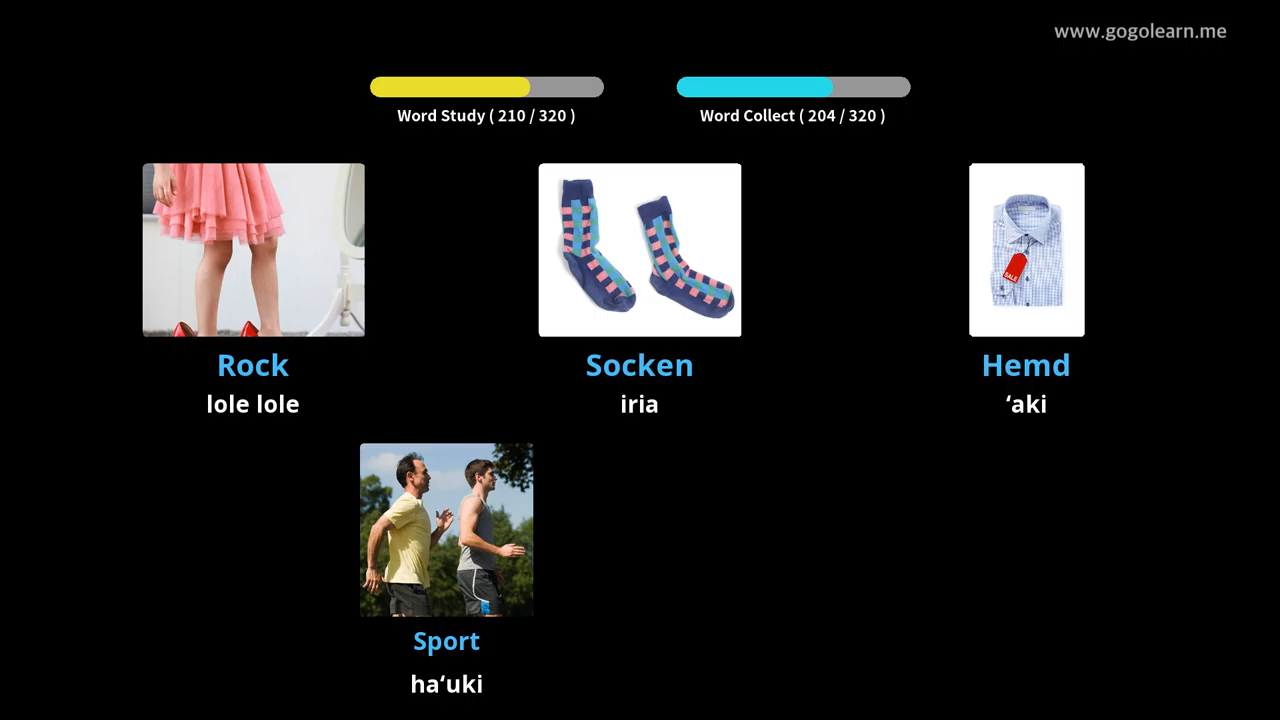 www.gogolearn.me
Word Study ( 210 / 320 )
Word Collect ( 204 / 320 )
SALE
Rock
Socken
Hemd
lole lole
iria
ʻaki
Sport
haʻuki